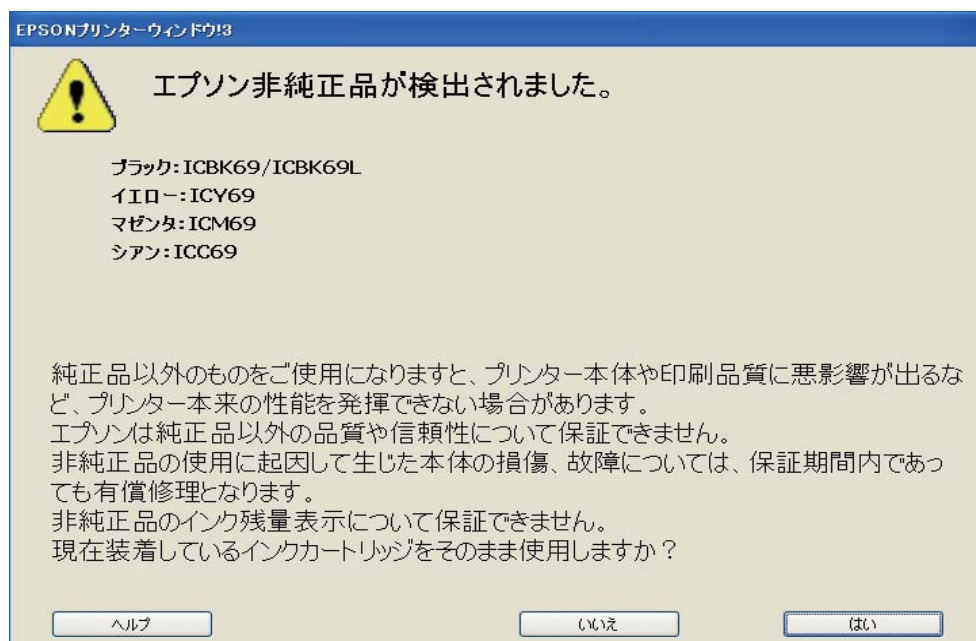 EPSONプリンターウィンドウ!3
エプソン非純正品が検出されました。
ブラック:ICBK69/ICBK69L
イエロー:ICY69
マゼンタ:ICM69
シアン:ICC69
純正品以外のものをご使用になりますと、プリンター本体や印刷品質に悪影響が出るな
ど、プリンター本来の性能を発揮できない場合があります。
エプソンは純正品以外の品質や信頼性について保証できません。
非純正品の使用に起因して生じた本体の損傷、故障については、保証期間内であっ
ても有償修理となります。
非純正品のインク残量表示について保証できません。
現在装着しているインクカートリッジをそのまま使用しますか？
ヘルプ いいえ はい